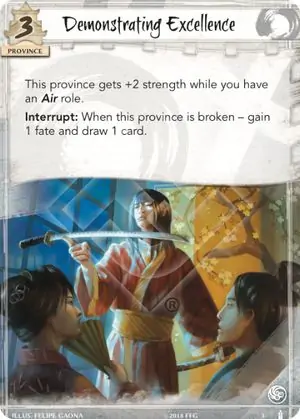 3
Demonstrating Excellence
PROVINCE
This province gets +2 strength while you have
an Air role.
Interrupt: When this province is broken – gain
1 fate and draw 1 card.
®
ILLUS. FELIPE GAONA
©2018 FFG